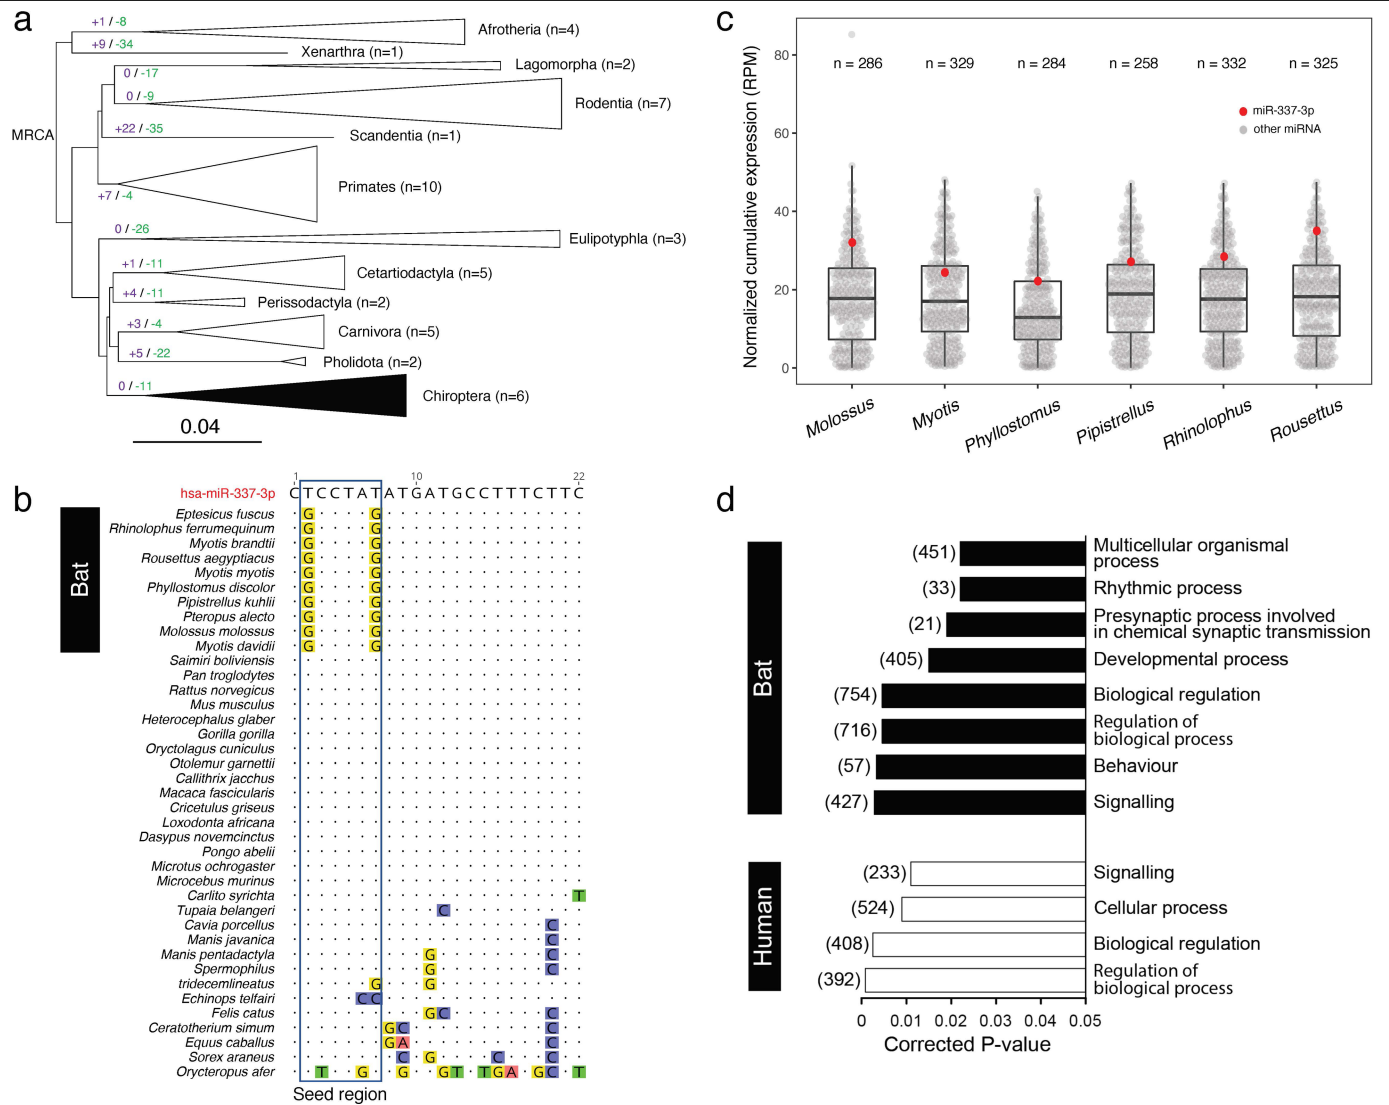 a
+1 / -8
Afrotheria (n=4)
+9 / -34
Xenarthra (n=1)
Lagomorpha (n=2)
0 / -17
0 / -9
Rodentia (n=7)
+22 / -35
Scandentia (n=1)
MRCA
Primates (n=10)
+7 / -4
0 / -26
Eulipotyphla (n=3)
+1 / -11
Cetartiodactyla (n=5)
+4 / -11
Perissodactyla (n=2)
+3 / -4
Carnivora (n=5)
+5 / -22
Pholidota (n=2)
0 / -11
Chiroptera (n=6)
0.04
b
1 10 22
hsa-miR-337-3p CTCCTATATGATGCCTTTCTTC
Bat
Eptesicus fuscus G G
Rhinolophus ferrumequinum G G
Myotis brandtii G G
Rousettus aegyptiacus G G
Myotis myotis G G
Phyllostomus discolor G G
Pipistrellus kuhlii G G
Pteropus alecto G G
Molossus molossus G G
Myotis davidii G G
Saimiri boliviensis
Pan troglodytes
Rattus norvegicus
Mus musculus
Heterocephalus glaber
Gorilla gorilla
Oryctolagus cuniculus
Otolemur garnettii
Callithrix jacchus
Macaca fascicularis
Cricetulus griseus
Loxodonta africana
Dasypus novemcinctus
Pongo abelii
Microtus ochrogaster
Microcebus murinus
Carlito syrichta T
Tupaia belangeri C
Cavia porcellus C
Manis javanica C
Manis pentadactyla G C
Spermophilus G C
tridecemlineatus G G
Echinops telfairi C C
Felis catus G C C
Ceratotherium simum G C C
Equus caballus G A C
Sorex araneus C G C C
Orycteropus afer T G G G T T G A G C T
Seed region
c
Normalized cumulative expression (RPM)
80
60
40
20
0
n = 286 n = 329 n = 284 n = 258 n = 332 n = 325
miR-337-3p
other miRNA
Molossus Myotis Phyllostomus Pipistrellus Rhinolophus Rousettus
d
Bat
(451) Multicellular organismal
process
(33) Rhythmic process
(21) Presynaptic process involved
in chemical synaptic transmission
(405) Developmental process
(754) Biological regulation
(716) Regulation of
biological process
(57) Behaviour
(427) Signalling
Human
(233) Signalling
(524) Cellular process
(408) Biological regulation
(392) Regulation of
biological process
0 0.01 0.02 0.03 0.04 0.05
Corrected P-value